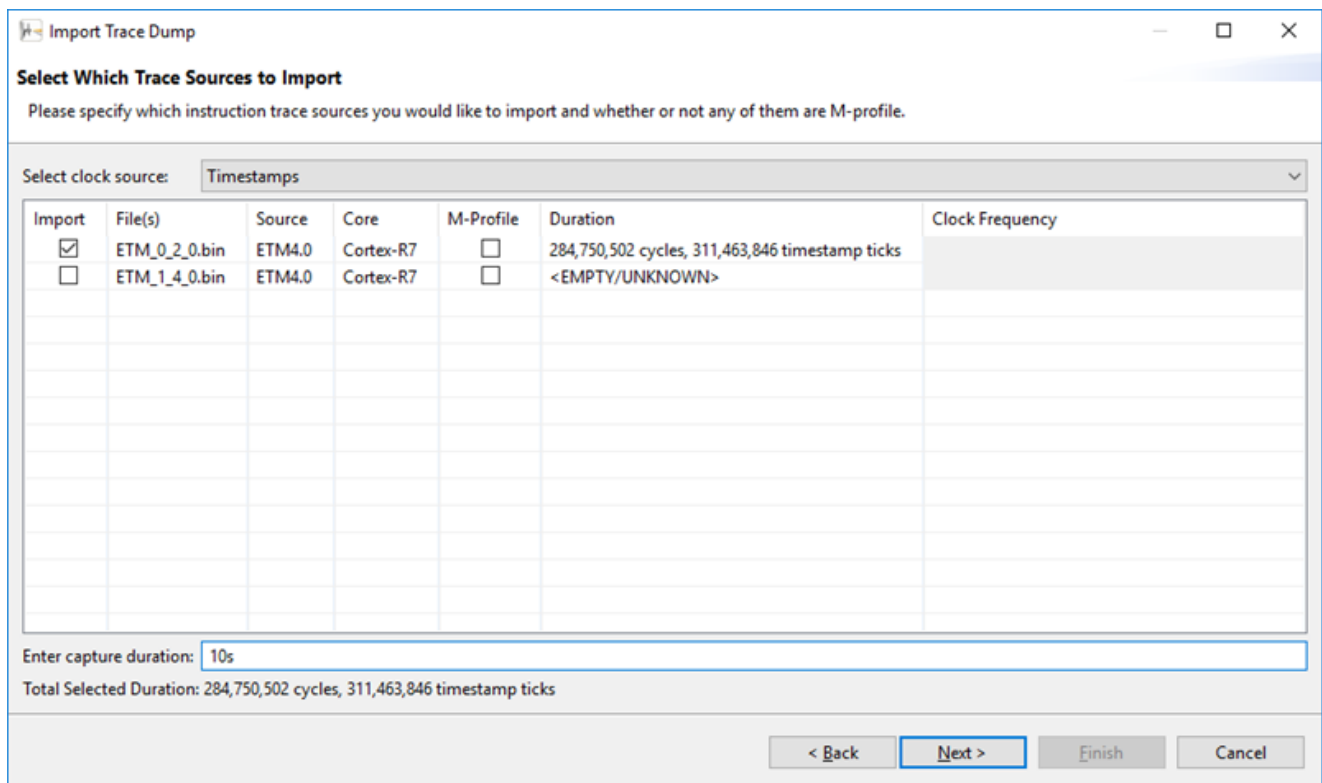 Import Trace Dump
Select Which Trace Sources to Import
Please specify which instruction trace sources you would like to import and whether or not any of them are M-profile.
Select clock source: Timestamps
Import File(s) Source Core M-Profile Duration Clock Frequency
ETM_0_2_0.bin ETM4.0 Cortex-R7 284,750,502 cycles, 311,463,846 timestamp ticks
ETM_1_4_0.bin ETM4.0 Cortex-R7 <EMPTY/UNKNOWN>
Enter capture duration: 10s
Total Selected Duration: 284,750,502 cycles, 311,463,846 timestamp ticks
< Back Next > Finish Cancel